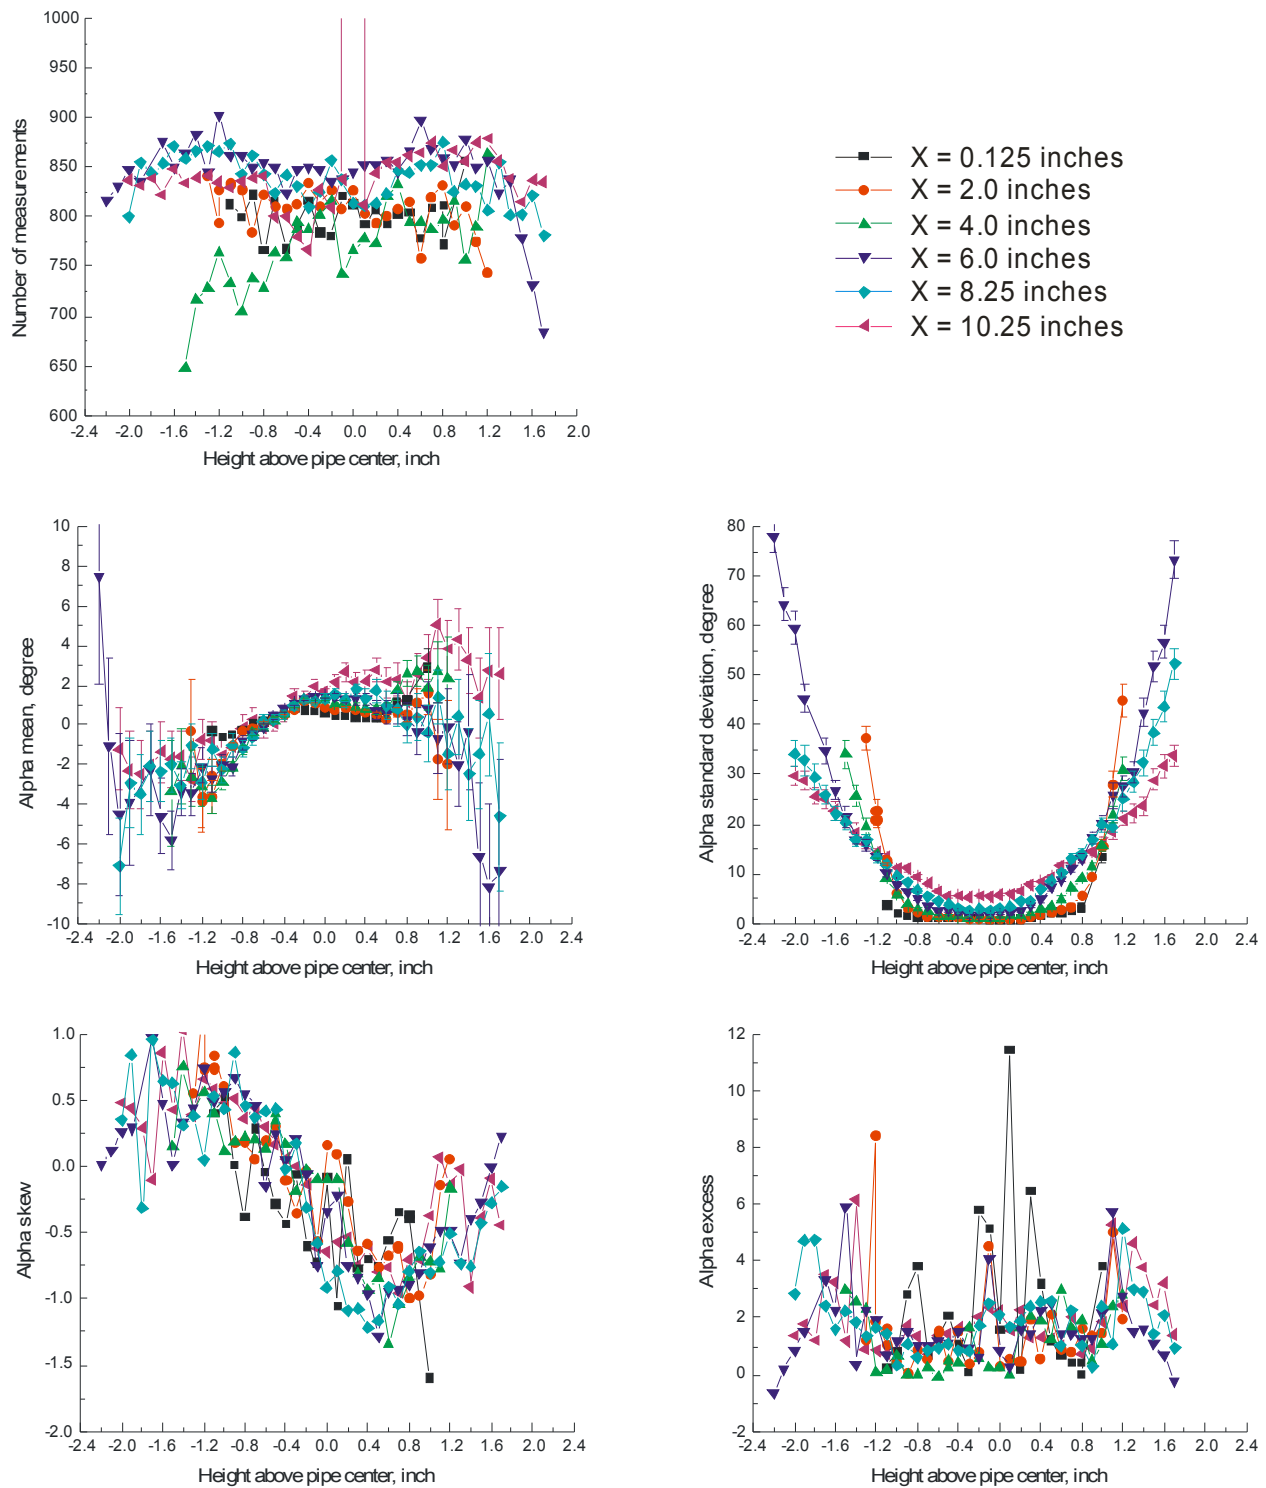 1000
950
900
850
800
750
700
650
600
-2.4 -2.0 -1.6 -1.2 -0.8 -0.4 0.0 0.4 0.8 1.2 1.6 2.0
Number of measurements
Height above pipe center, inch
X = 0.125 inches
X = 2.0 inches
X = 4.0 inches
X = 6.0 inches
X = 8.25 inches
X = 10.25 inches
10
8
6
4
2
0
-2
-4
-6
-8
-10
-2.4 -2.0 -1.6 -1.2 -0.8 -0.4 0.0 0.4 0.8 1.2 1.6 2.0 2.4
Alpha mean, degree
Height above pipe center, inch
80
70
60
50
40
30
20
10
0
-2.4 -2.0 -1.6 -1.2 -0.8 -0.4 0.0 0.4 0.8 1.2 1.6 2.0 2.4
Alpha standard deviation, degree
Height above pipe center, inch
1.0
0.5
0.0
-0.5
-1.0
-1.5
-2.0
-2.4 -2.0 -1.6 -1.2 -0.8 -0.4 0.0 0.4 0.8 1.2 1.6 2.0 2.4
Alpha skew
Height above pipe center, inch
12
10
8
6
4
2
0
-2
-2.4 -2.0 -1.6 -1.2 -0.8 -0.4 0.0 0.4 0.8 1.2 1.6 2.0 2.4
Alpha excess
Height above pipe center, inch